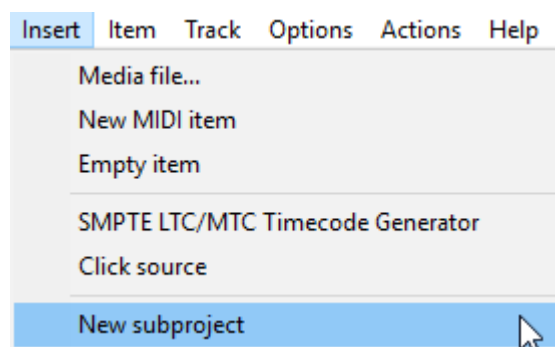 Insert Item Track Options Actions Help
Media file...
New MIDI item
Empty item
SMPTE LTC/MTC Timecode Generator
Click source
New subproject